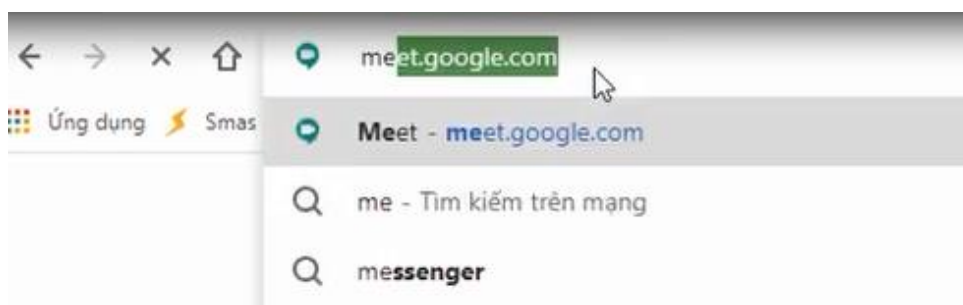 meet.google.com
Ứng dụng Smas
Meet - meet.google.com
me - Tìm kiếm trên mạng
messenger